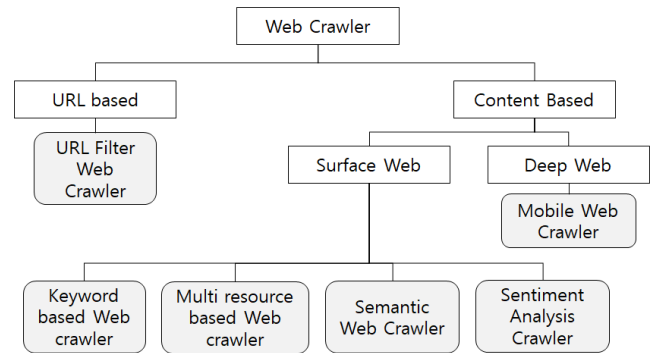 Web Crawler
URL based
Content Based
URL Filter
Web
Crawler
Surface Web
Deep Web
Mobile Web
Crawler
Keyword
based Web
crawler
Multi resource
based Web
crawler
Semantic
Web Crawler
Sentiment
Analysis
Crawler